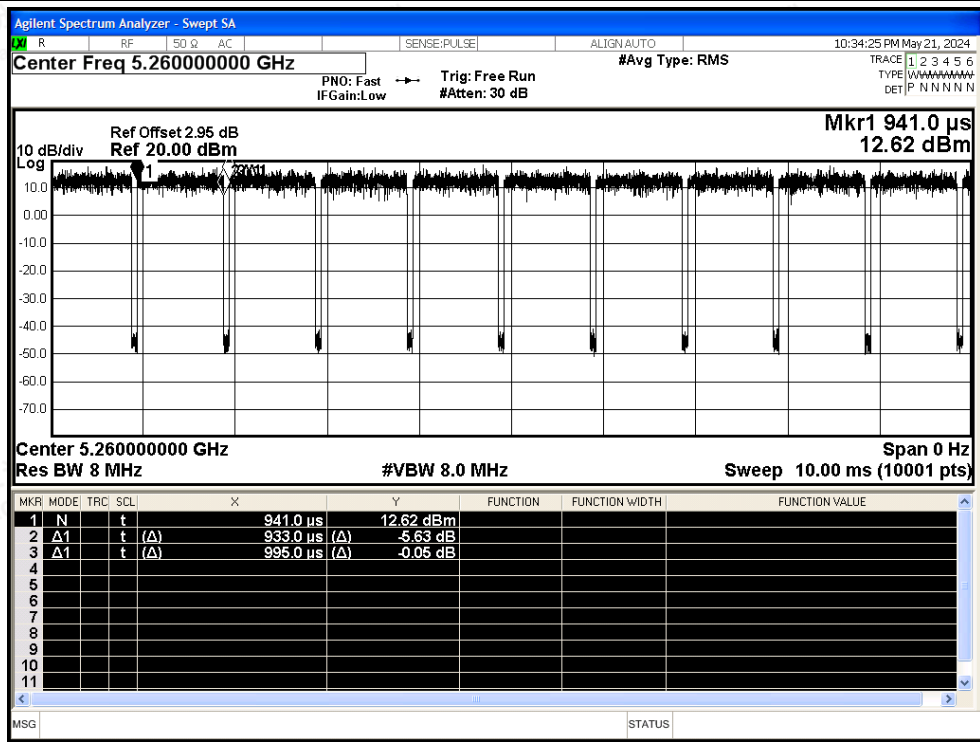 Agilent Spectrum Analyzer - Swept SA
LXI R RF 50 Ω AC SENSE:PULSE ALIGN AUTO 10:34:25 PM May 21, 2024
Center Freq 5.260000000 GHz #Avg Type: RMS TRACE 1 2 3 4 5 6
PNO: Fast Trig: Free Run TYPE
IFGain:Low #Atten: 30 dB DET P N N N N N
Mkr1 941.0 µs
12.62 dBm
Ref Offset 2.95 dB
10 dB/div Ref 20.00 dBm
Log
1
10.0
0.00
-10.0
-20.0
-30.0
-40.0
-50.0
-60.0
-70.0
Center 5.260000000 GHz Span 0 Hz
Res BW 8 MHz #VBW 8.0 MHz Sweep 10.00 ms (10001 pts)
MKR MODE TRC SCL X Y FUNCTION FUNCTION WIDTH FUNCTION VALUE
1 N t 941.0 µs 12.62 dBm
2 Δ1 t (Δ) 933.0 µs (Δ) -5.63 dB
3 Δ1 t (Δ) 995.0 µs (Δ) -0.05 dB
4
5
6
7
8
9
10
11
MSG STATUS